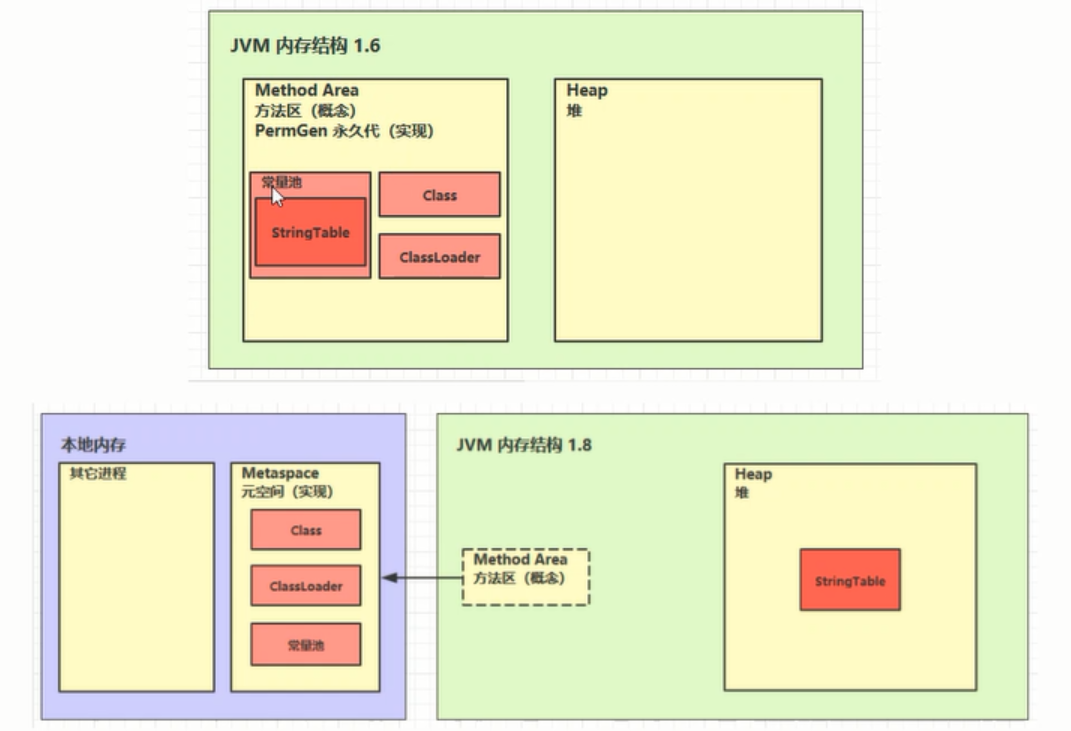 JVM 内存结构 1.6
Method Area
方法区（概念）
PermGen 永久代（实现）
常量池
StringTable
Class
ClassLoader
Heap
堆
本地内存
其它进程
Metaspace
元空间（实现）
Class
ClassLoader
常量池
JVM 内存结构 1.8
Method Area
方法区（概念）
Heap
堆
StringTable